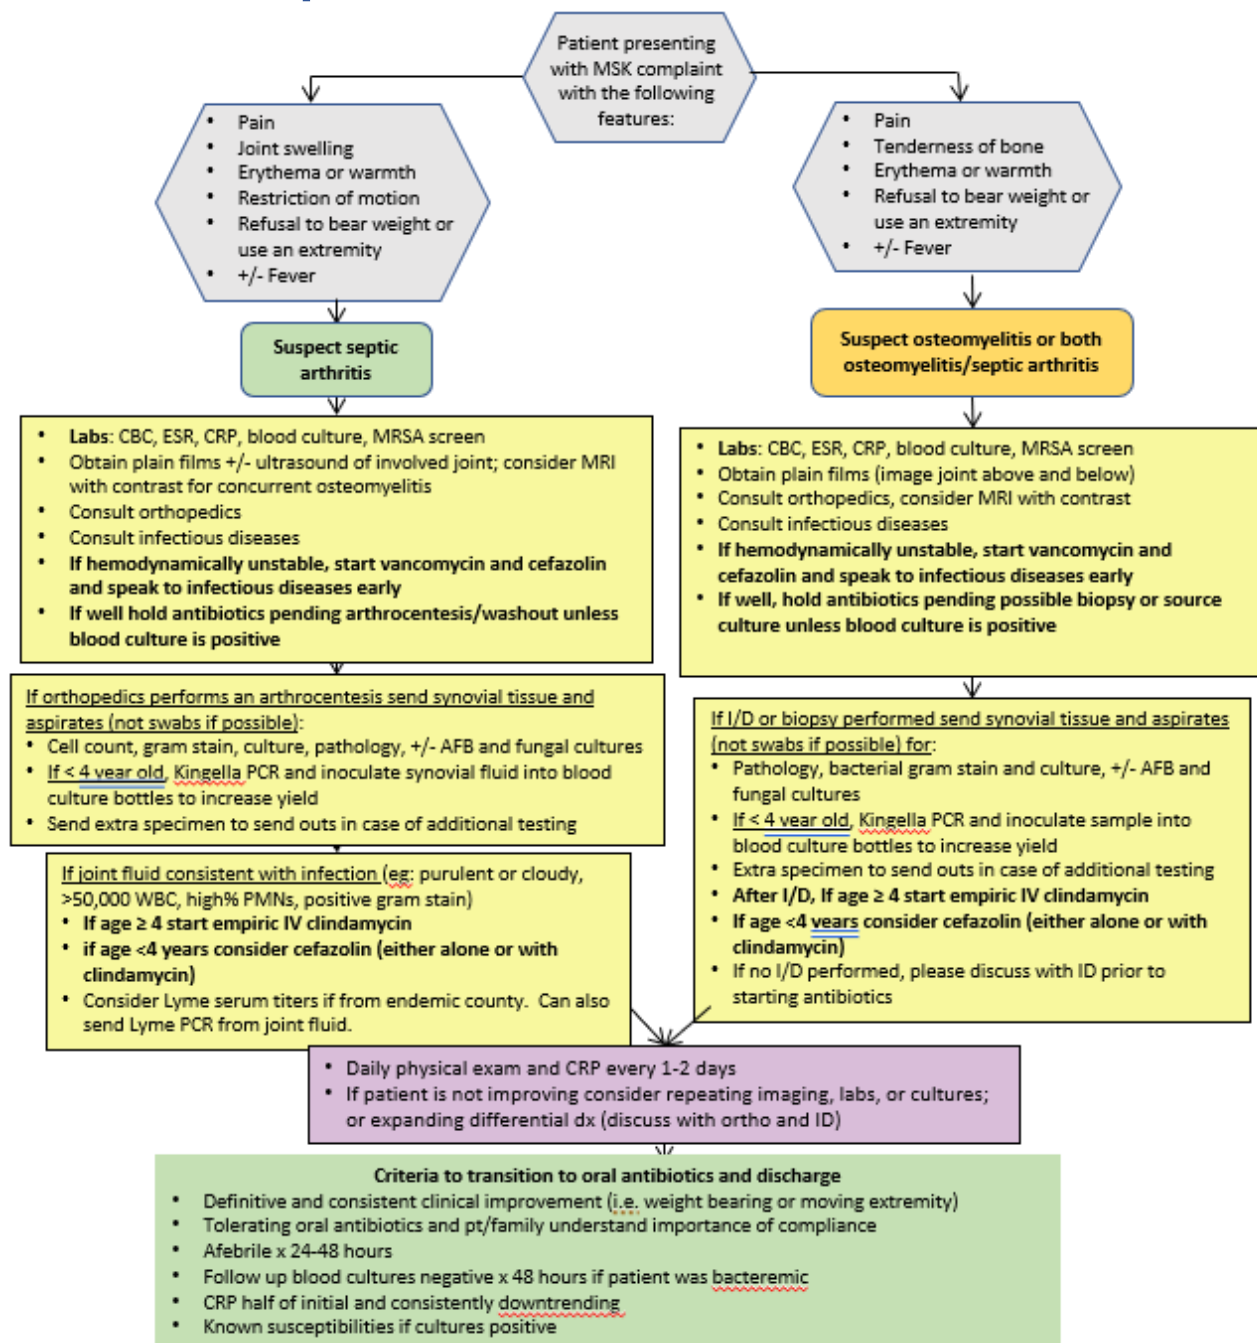 Patient presenting
with MSK complaint
with the following
features:
• Pain
• Joint swelling
• Erythema or warmth
• Restriction of motion
• Refusal to bear weight or
use an extremity
• +/- Fever
• Pain
• Tenderness of bone
• Erythema or warmth
• Refusal to bear weight or
use an extremity
• +/- Fever
Suspect septic
arthritis
Suspect osteomyelitis or both
osteomyelitis/septic arthritis
• Labs: CBC, ESR, CRP, blood culture, MRSA screen
• Obtain plain films +/- ultrasound of involved joint; consider MRI
with contrast for concurrent osteomyelitis
• Consult orthopedics
• Consult infectious diseases
• If hemodynamically unstable, start vancomycin and cefazolin
and speak to infectious diseases early
• If well hold antibiotics pending arthrocentesis/washout unless
blood culture is positive
• Labs: CBC, ESR, CRP, blood culture, MRSA screen
• Obtain plain films (image joint above and below)
• Consult orthopedics, consider MRI with contrast
• Consult infectious diseases
• If hemodynamically unstable, start vancomycin and
cefazolin and speak to infectious diseases early
• If well, hold antibiotics pending possible biopsy or source
culture unless blood culture is positive
If orthopedics performs an arthrocentesis send synovial tissue and
aspirates (not swabs if possible):
• Cell count, gram stain, culture, pathology, +/- AFB and fungal cultures
• If < 4 year old, Kingella PCR and inoculate synovial fluid into blood
culture bottles to increase yield
• Send extra specimen to send outs in case of additional testing
If I/D or biopsy performed send synovial tissue and aspirates
(not swabs if possible) for:
• Pathology, bacterial gram stain and culture, +/- AFB and
fungal cultures
• If < 4 year old, Kingella PCR and inoculate sample into
blood culture bottles to increase yield
• Extra specimen to send outs in case of additional testing
• After I/D, If age ≥ 4 start empiric IV clindamycin
• If age <4 years consider cefazolin (either alone or with
clindamycin)
• If no I/D performed, please discuss with ID prior to
starting antibiotics
If joint fluid consistent with infection (eg: purulent or cloudy,
>50,000 WBC, high% PMNs, positive gram stain)
• If age ≥ 4 start empiric IV clindamycin
• if age <4 years consider cefazolin (either alone or with
clindamycin)
• Consider Lyme serum titers if from endemic county. Can also
send Lyme PCR from joint fluid.
• Daily physical exam and CRP every 1-2 days
• If patient is not improving consider repeating imaging, labs, or cultures;
or expanding differential dx (discuss with ortho and ID)
Criteria to transition to oral antibiotics and discharge
• Definitive and consistent clinical improvement (i.e. weight bearing or moving extremity)
• Tolerating oral antibiotics and pt/family understand importance of compliance
• Afebrile x 24-48 hours
• Follow up blood cultures negative x 48 hours if patient was bacteremic
• CRP half of initial and consistently downtrending
• Known susceptibilities if cultures positive